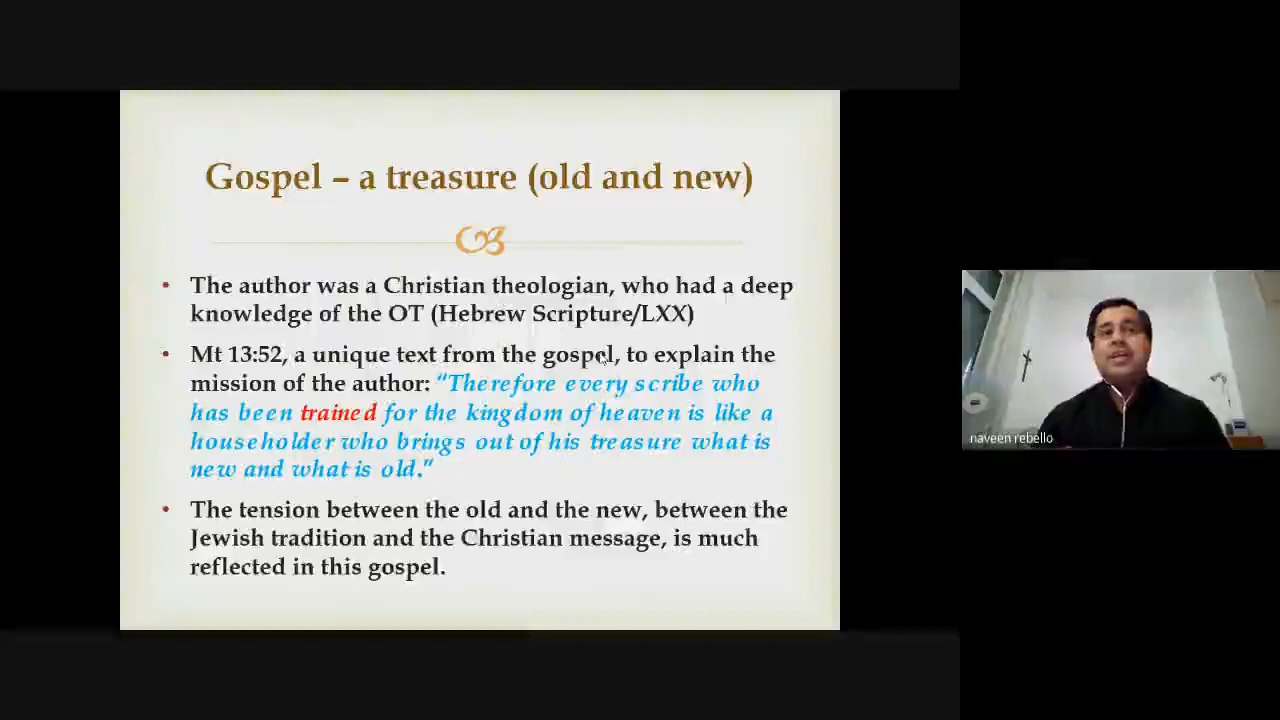 Gospel – a treasure (old and new)
• The author was a Christian theologian, who had a deep
knowledge of the OT (Hebrew Scripture/LXX)
• Mt 13:52, a unique text from the gospel, to explain the
mission of the author: “Therefore every scribe who
has been trained for the kingdom of heaven is like a
householder who brings out of his treasure what is
new and what is old.”
• The tension between the old and the new, between the
Jewish tradition and the Christian message, is much
reflected in this gospel.
naveen rebello